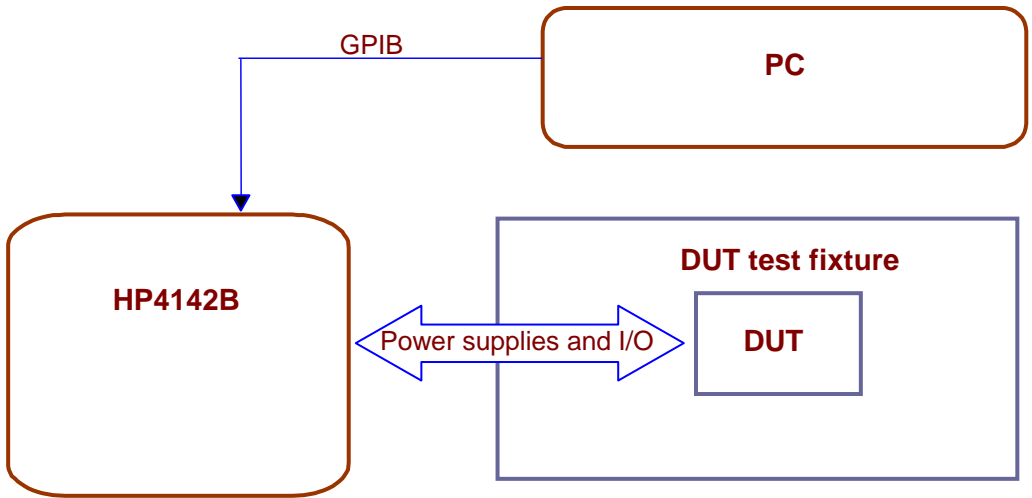 GPIB
PC
HP4142B
DUT test fixture
Power supplies and I/O
DUT